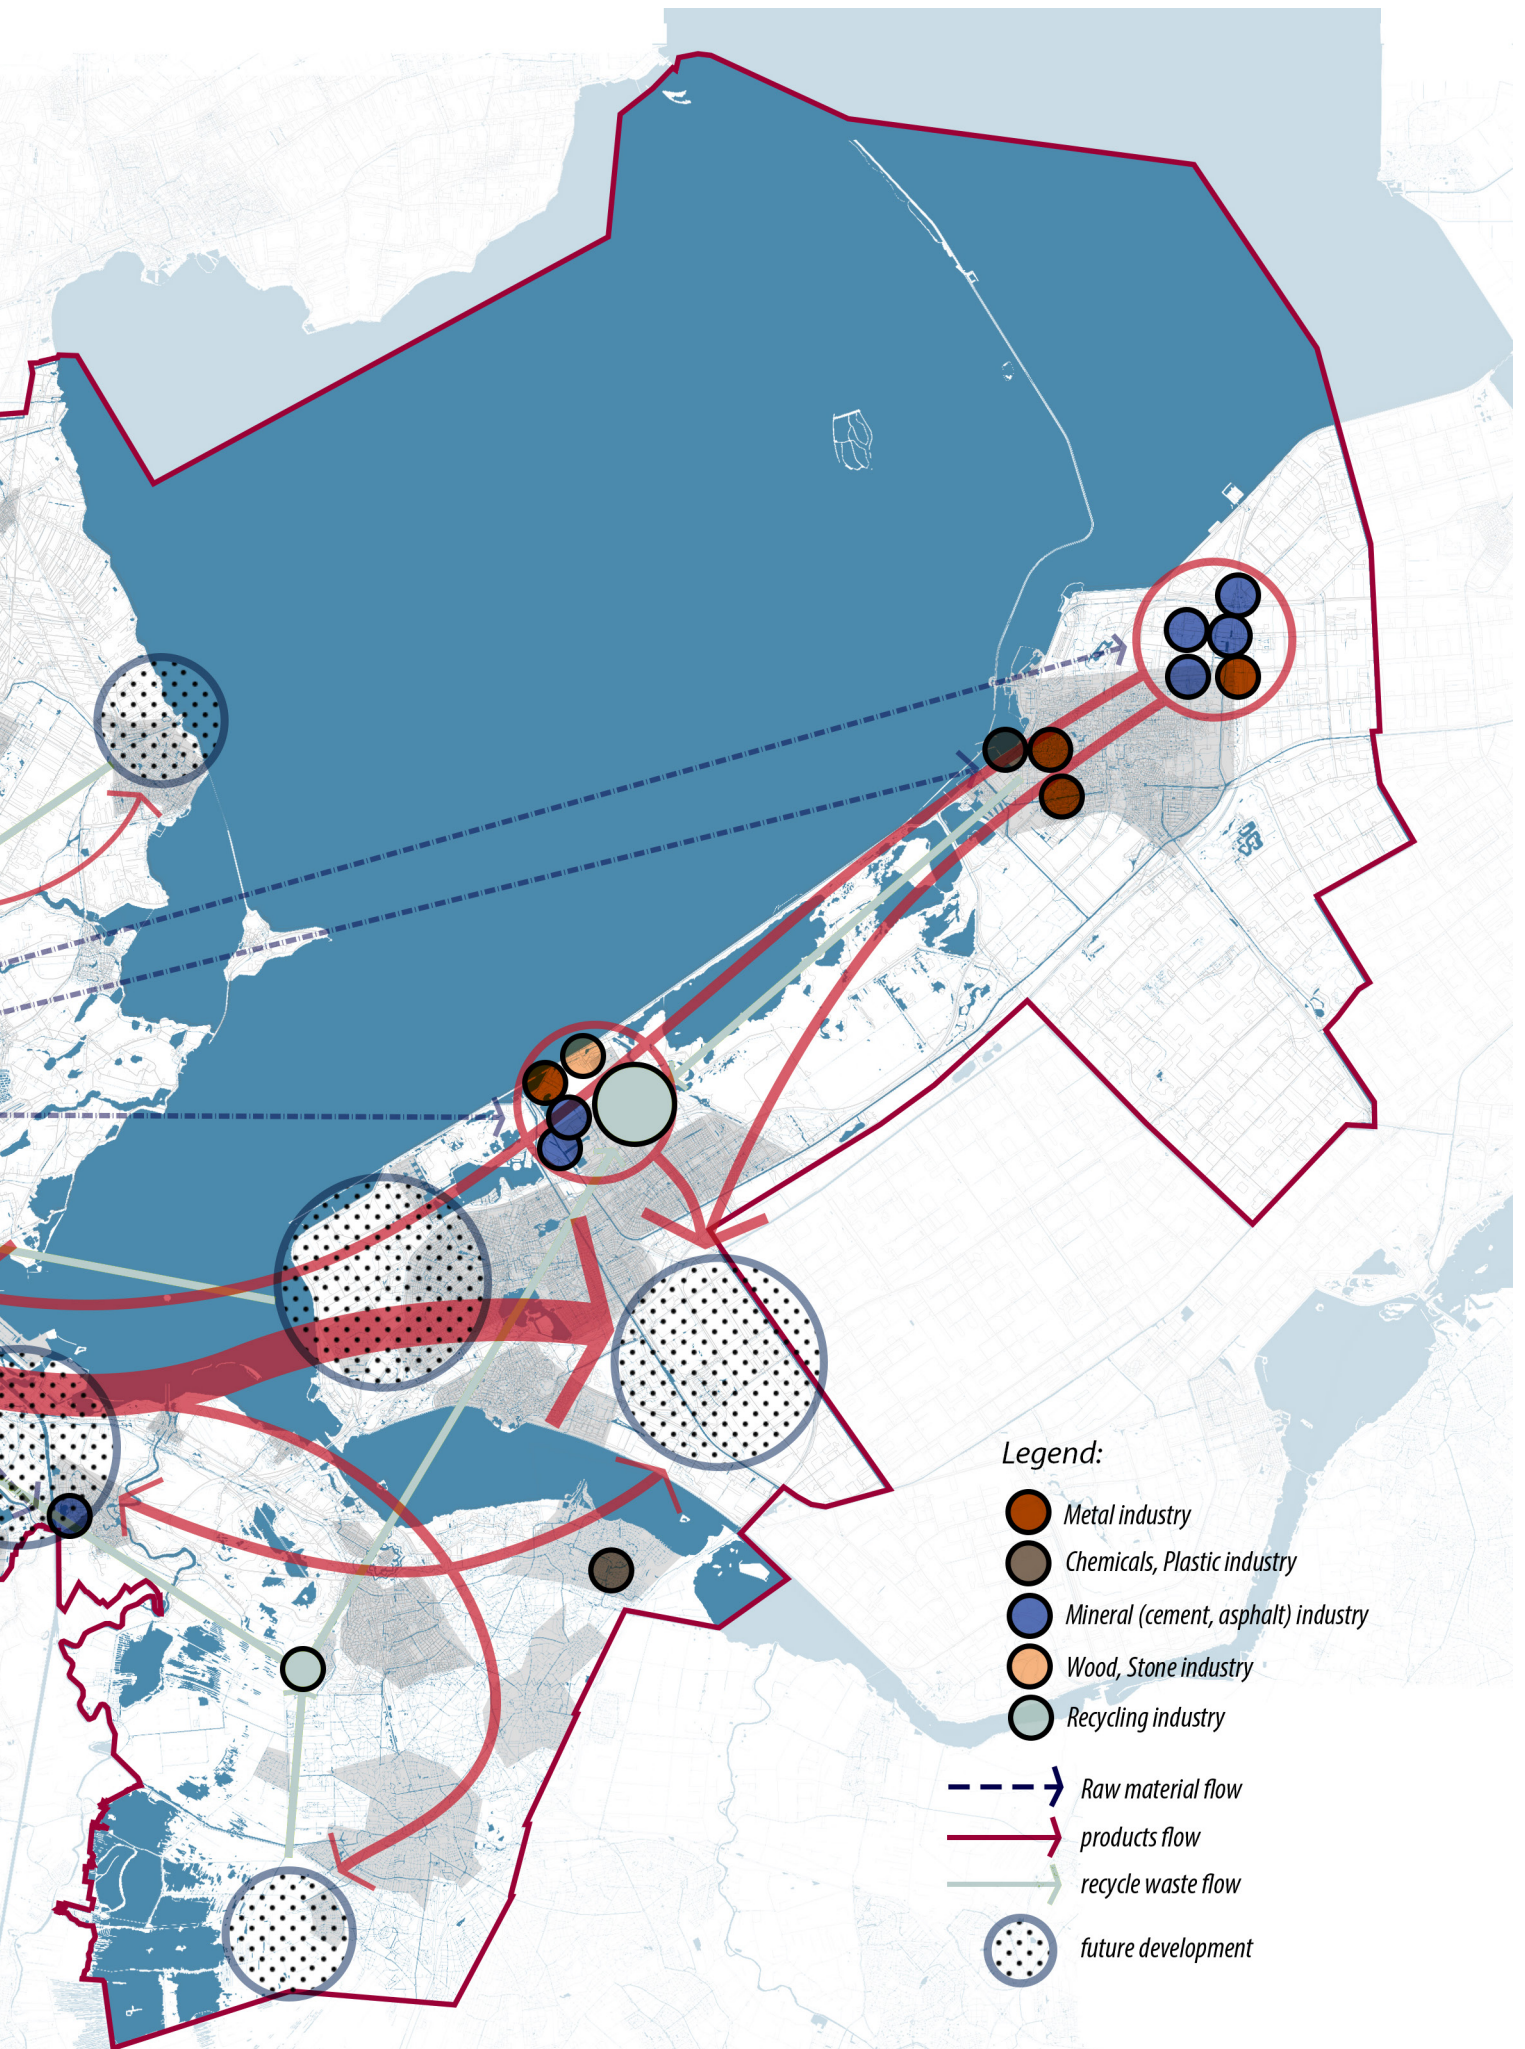 Legend:
Metal industry
Chemicals, Plastic industry
Mineral (cement, asphalt) industry
Wood, Stone industry
Recycling industry
Raw material flow
products flow
recycle waste flow
future development